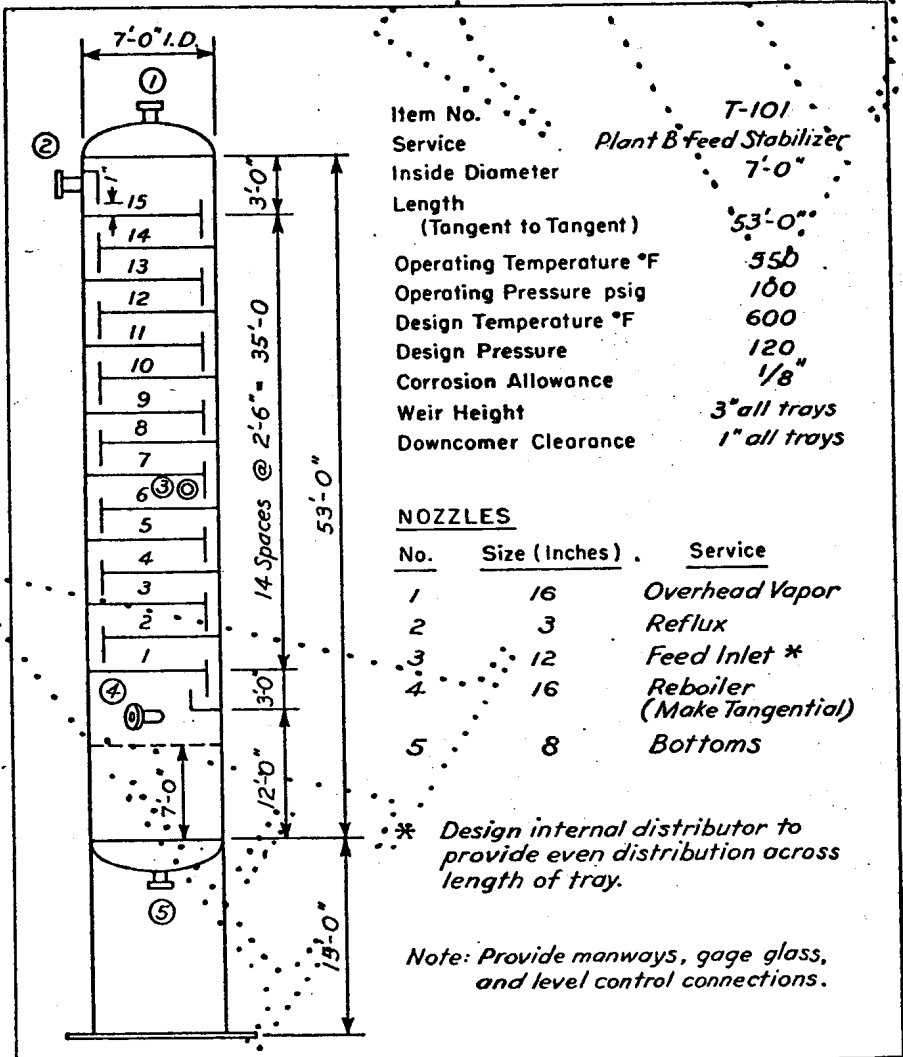 7'-0" I.D.
1
2
1"
3'-0"
15
14
13
12
11
10
9
8
7
6 3
5
4
3
2
1
14 Spaces @ 2'-6" = 35'-0
53'-0"
4
3'-0
12'-0"
7'-0"
5
15'-0"
Item No. T-101
Service Plant B Feed Stabilizer
Inside Diameter 7'-0"
Length
(Tangent to Tangent) 53'-0"
Operating Temperature °F 550
Operating Pressure psig 100
Design Temperature °F 600
Design Pressure 120
Corrosion Allowance 1/8"
Weir Height 3" all trays
Downcomer Clearance 1" all trays
NOZZLES
No. Size (Inches) Service
1 16 Overhead Vapor
2 3 Reflux
3 12 Feed Inlet *
4 16 Reboiler
(Make Tangential)
5 8 Bottoms
* Design internal distributor to
provide even distribution across
length of tray.
Note: Provide manways, gage glass,
and level control connections.